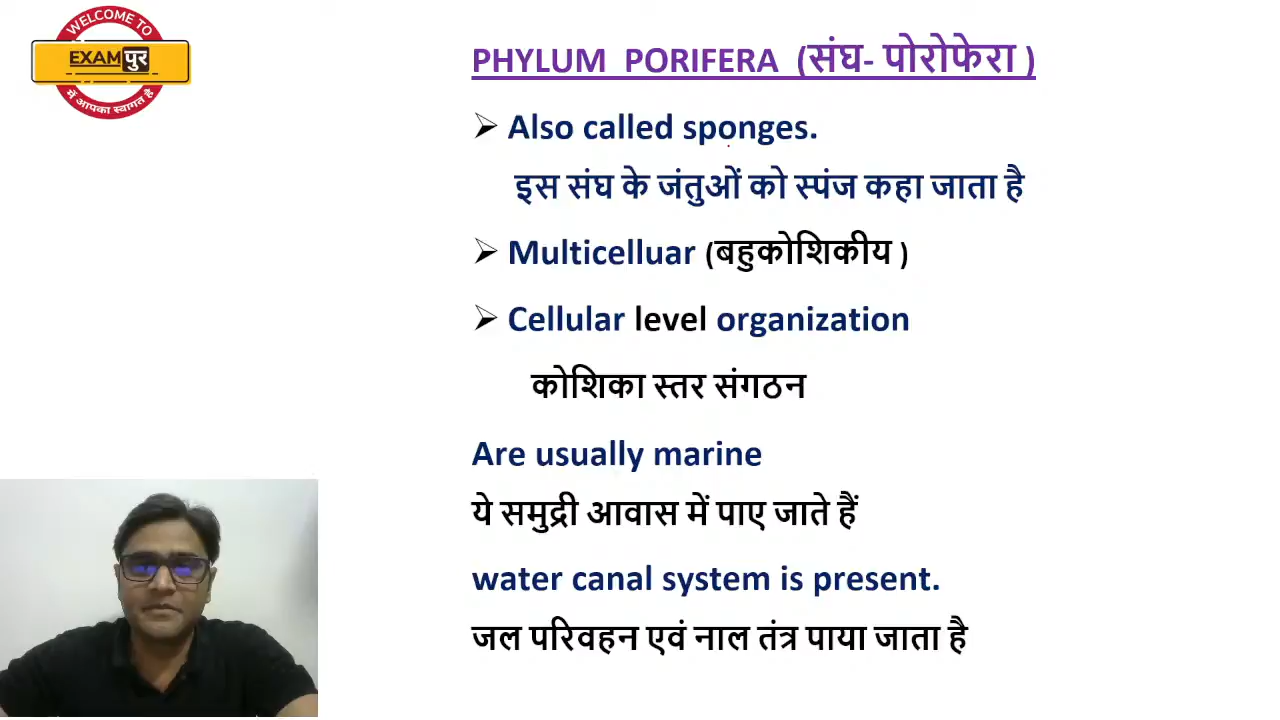 WELCOME TO
EXAMपुर
में आपका स्वागत है
PHYLUM PORIFERA (संघ- पोरोफेरा )
➢ Also called sponges.
इस संघ के जंतुओं को स्पंज कहा जाता है
➢ Multicelluar (बहुकोशिकीय )
➢ Cellular level organization
कोशिका स्तर संगठन
Are usually marine
ये समुद्री आवास में पाए जाते हैं
water canal system is present.
जल परिवहन एवं नाल तंत्र पाया जाता है